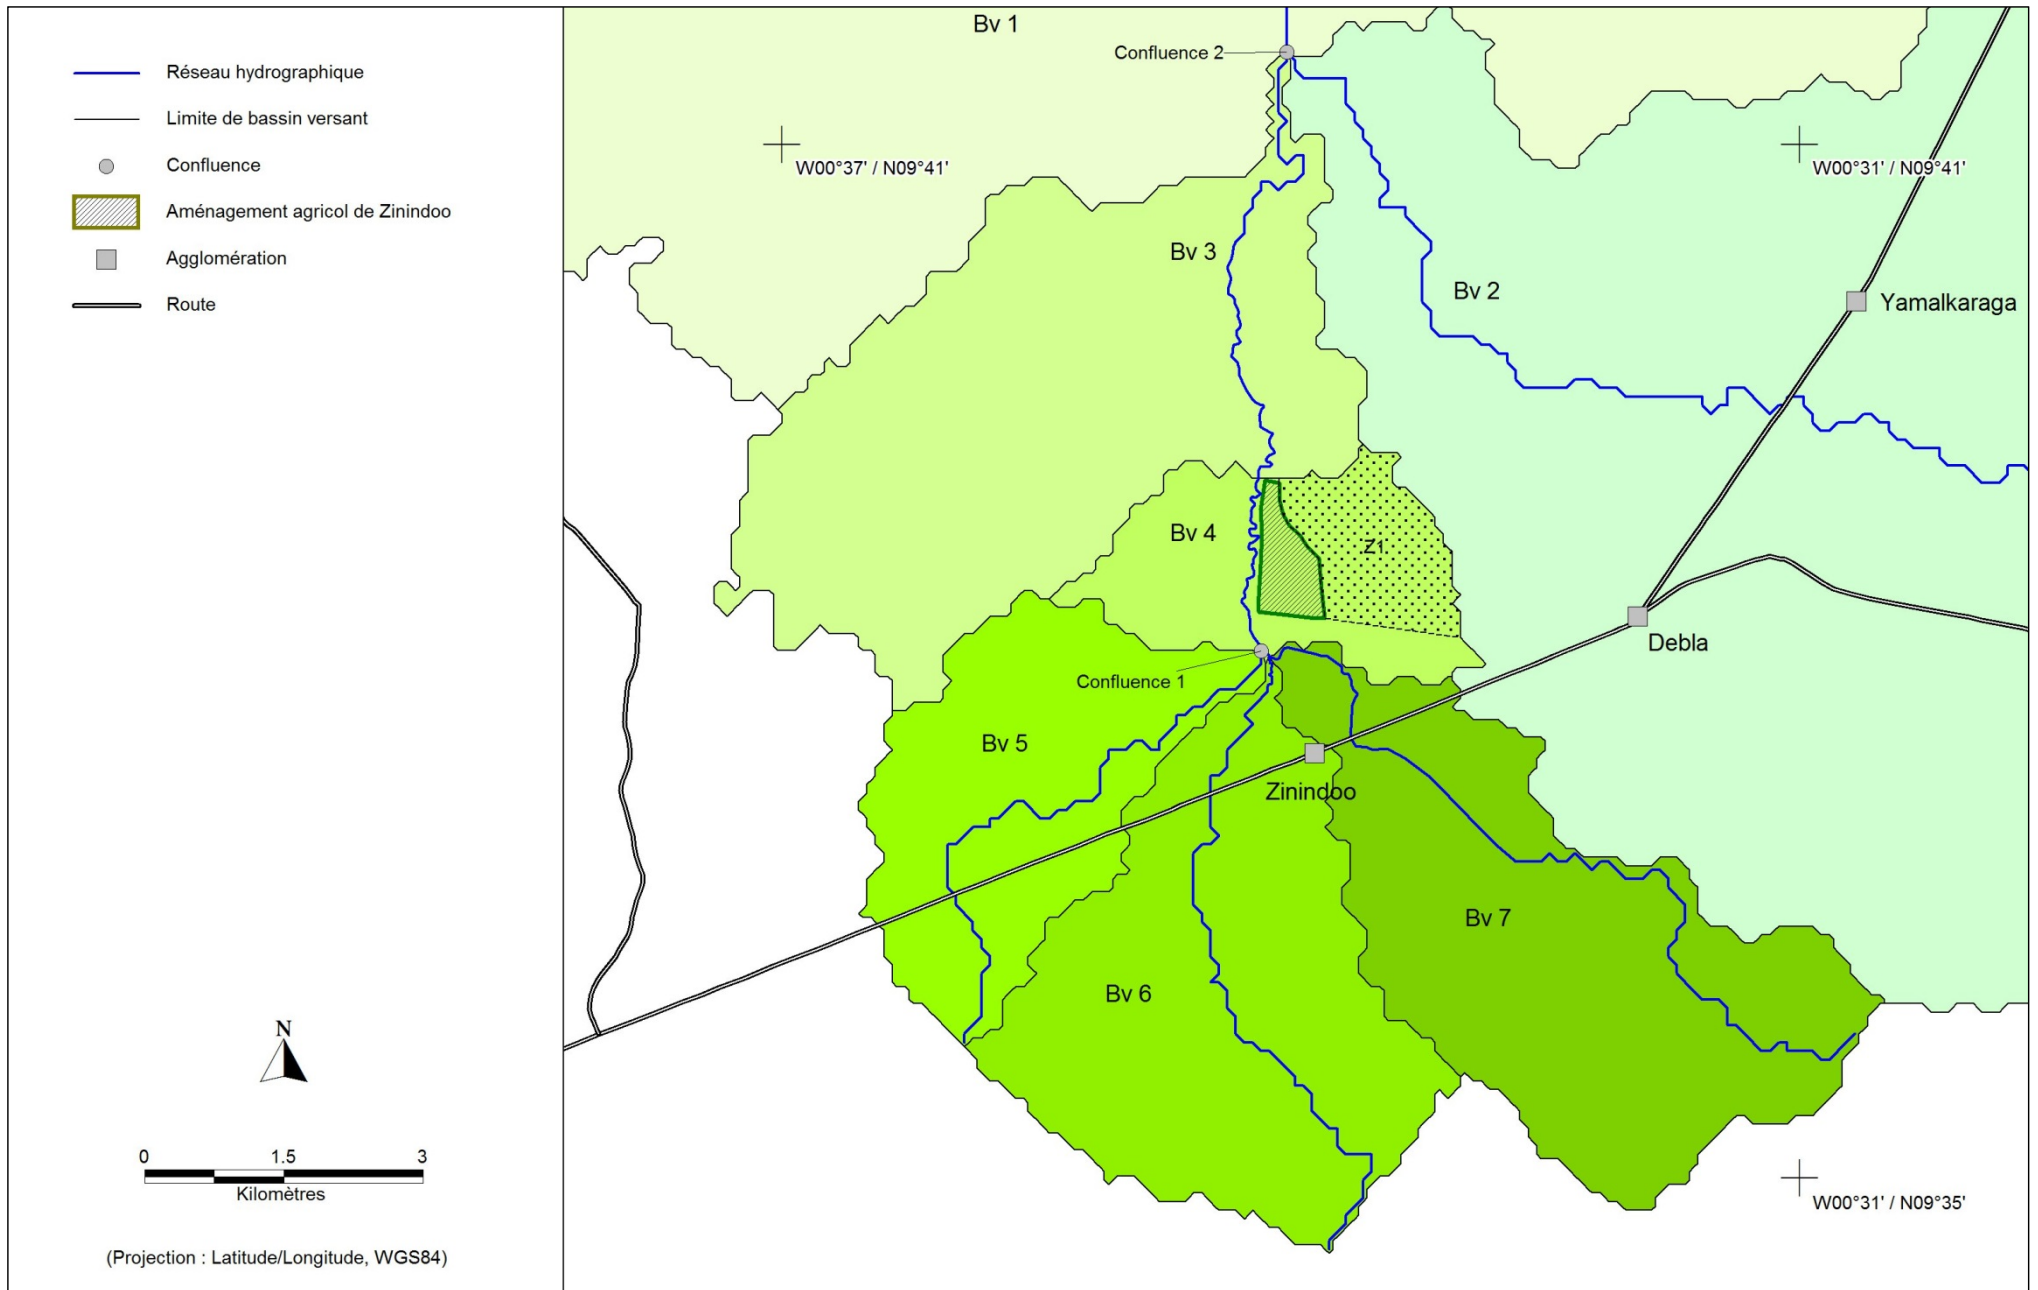 Réseau hydrographique
Limite de bassin versant
Confluence
Aménagement agricol de Zinindoo
Agglomération
Route
N
0 1.5 3
Kilomètres
(Projection : Latitude/Longitude, WGS84)
Bv 1
Confluence 2
W00°37' / N09°41'
W00°31' / N09°41'
Bv 3
Bv 2
Yamalkaraga
Bv 4
Z1
Debla
Confluence 1
Bv 5
Zinindoo
Bv 7
Bv 6
W00°31' / N09°35'